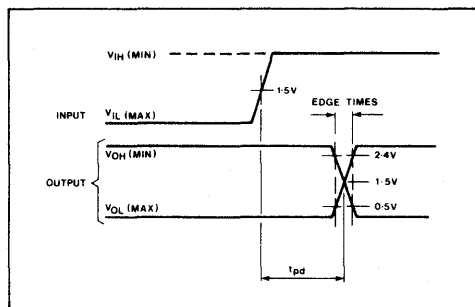 VIH (MIN)
1·5V
EDGE TIMES
INPUT
VIL (MAX)
VOH (MIN)
2·4V
OUTPUT
1·5V
VOL (MAX)
0·5V
tpd